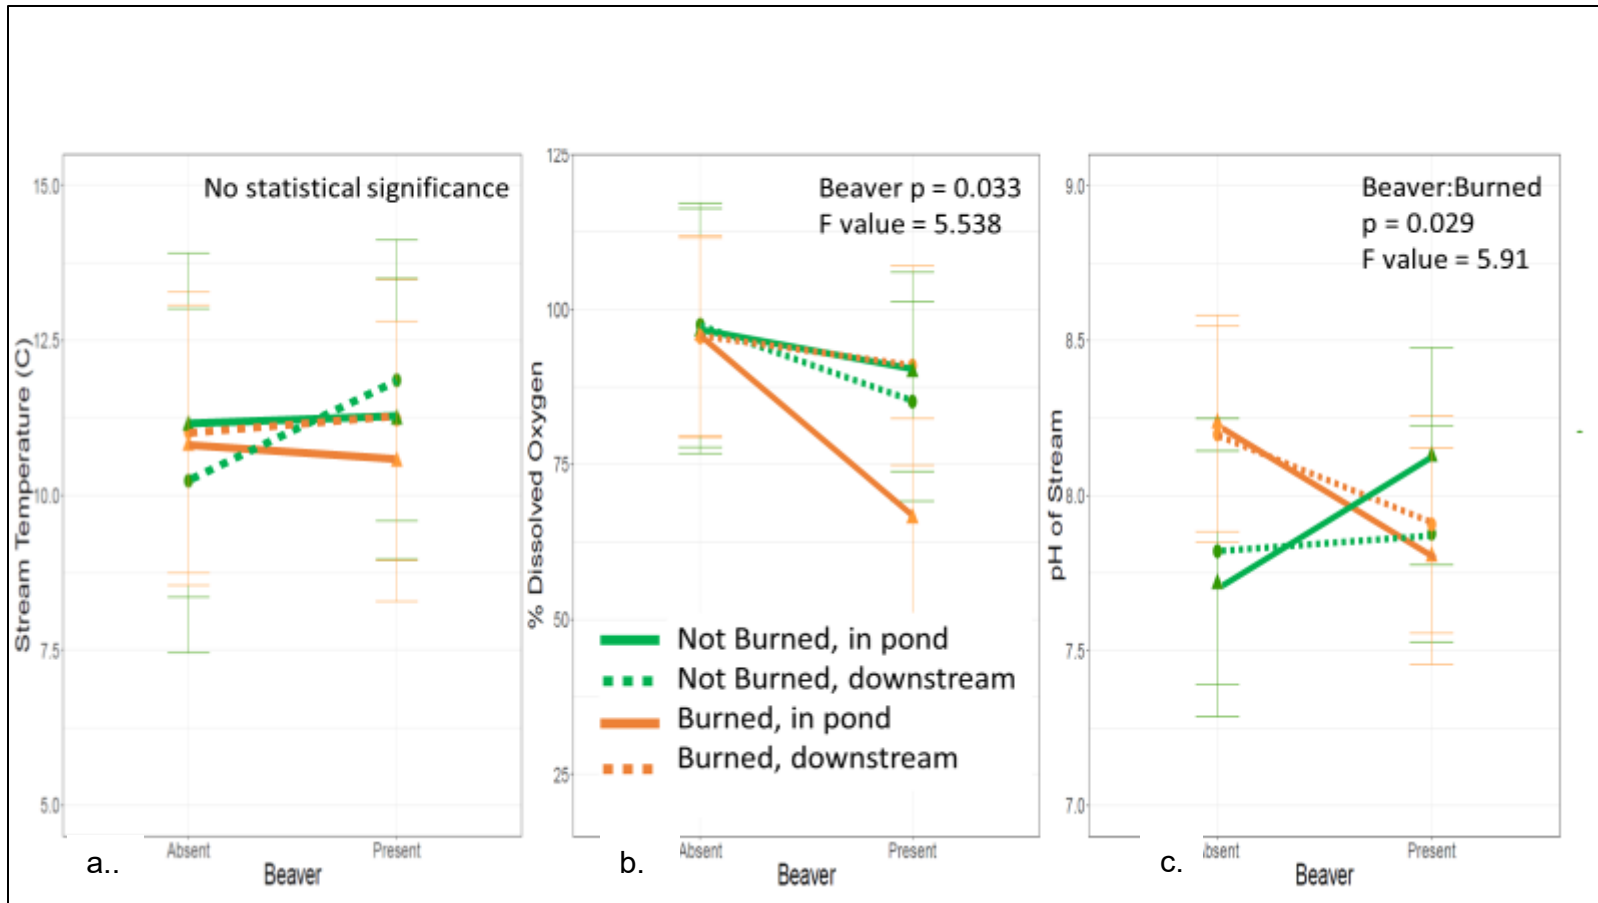 No statistical significance
Stream Temperature (C)
15.0
12.5
10.0
7.5
5.0
Absent
Present
Beaver
a..
Beaver p = 0.033
F value = 5.538
% Dissolved Oxygen
125
100
75
50
25
Not Burned, in pond
Not Burned, downstream
Burned, in pond
Burned, downstream
Absent
Present
Beaver
b.
Beaver:Burned
p = 0.029
F value = 5.91
pH of Stream
9.0
8.5
8.0
7.5
7.0
bsent
Present
Beaver
c.